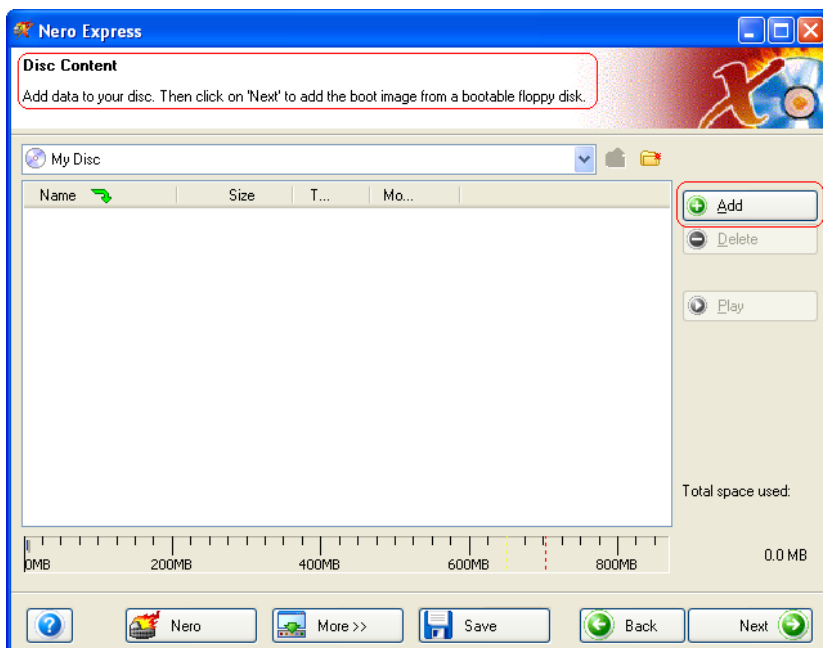 Nero Express
Disc Content
Add data to your disc. Then click on 'Next' to add the boot image from a bootable floppy disk.
My Disc
Name Size T... Mo...
Add
Delete
Play
Total space used:
0MB 200MB 400MB 600MB 800MB
0.0 MB
Nero More >> Save Back Next